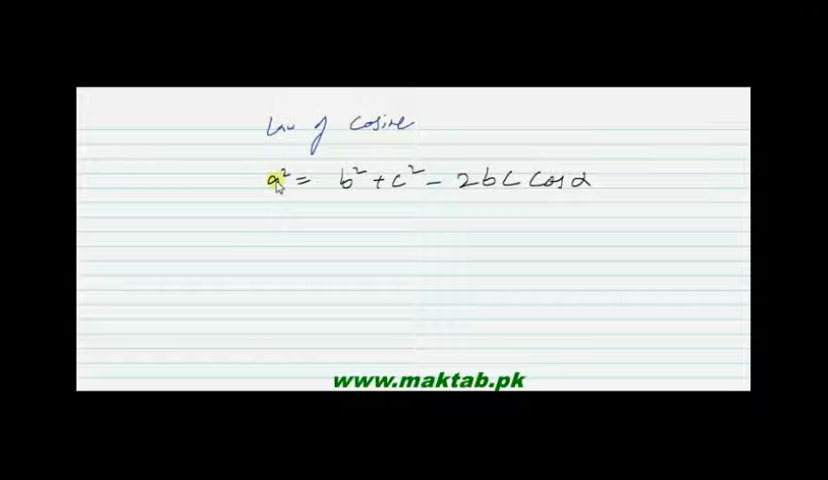 Law of cosine
a² = b² + c² – 2bc cos α
www.maktab.pk